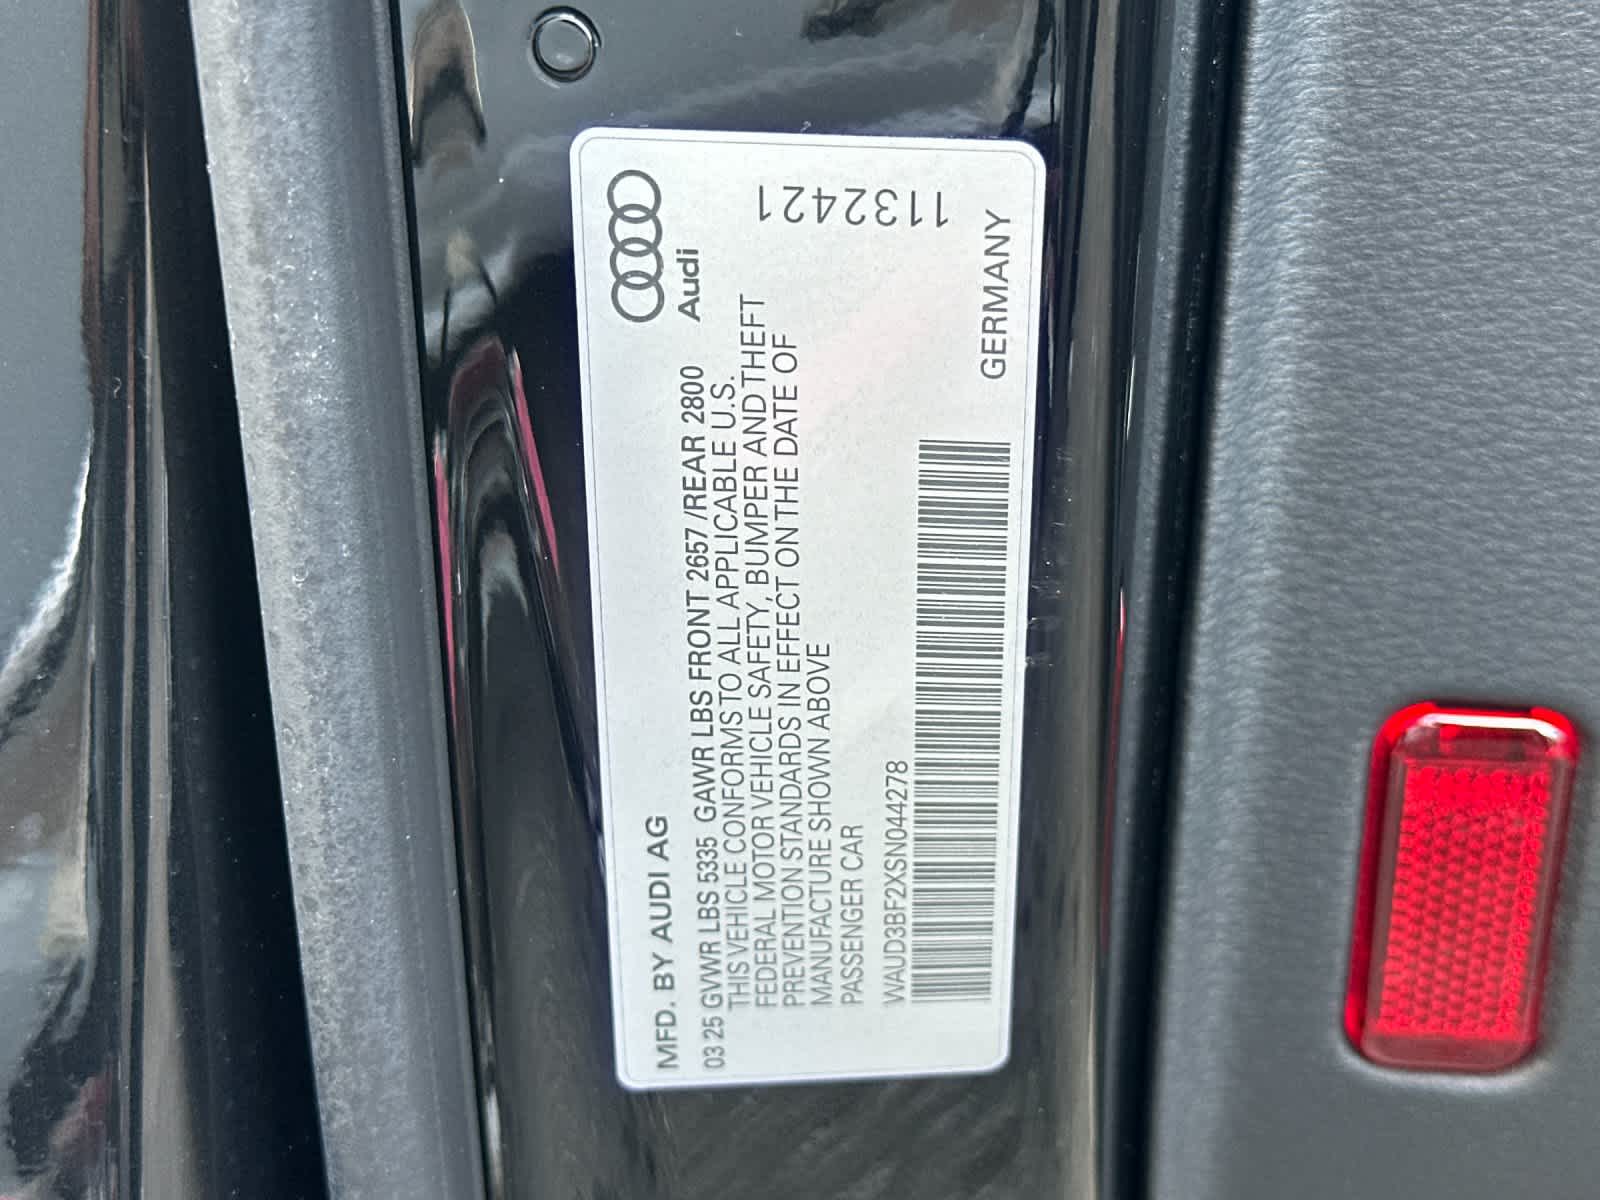 Audi
MFD. BY AUDI AG
03 25 GVWR LBS 5335 GAWR LBS FRONT 2657 /REAR 2800
THIS VEHICLE CONFORMS TO ALL APPLICABLE U.S.
FEDERAL MOTOR VEHICLE SAFETY, BUMPER AND THEFT
PREVENTION STANDARDS IN EFFECT ON THE DATE OF
MANUFACTURE SHOWN ABOVE
PASSENGER CAR
WAUD3BF2XSN044278
GERMANY
1132421